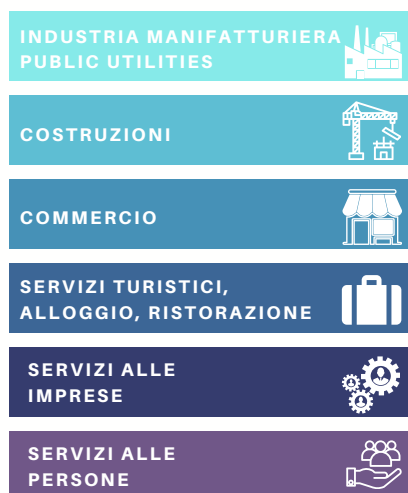 INDUSTRIA MANIFATTURIERA
PUBLIC UTILITIES
COSTRUZIONI
COMMERCIO
SERVIZI TURISTICI,
ALLOGGIO, RISTORAZIONE
SERVIZI ALLE
IMPRESE
SERVIZI ALLE
PERSONE